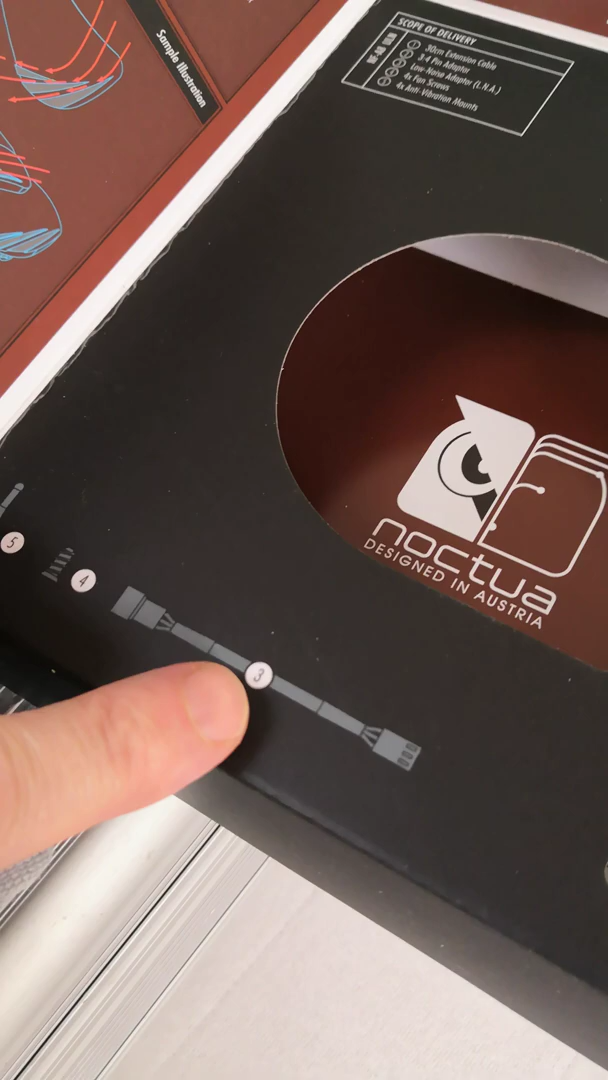 Sample Illustration
SCOPE OF DELIVERY
30cm Extension Cable
3-4 Pin Adaptor
Low-Noise Adaptor (L.N.A.)
4x Fan Screws
4x Anti-Vibration Mounts
noctua
DESIGNED IN AUSTRIA
5
4
3